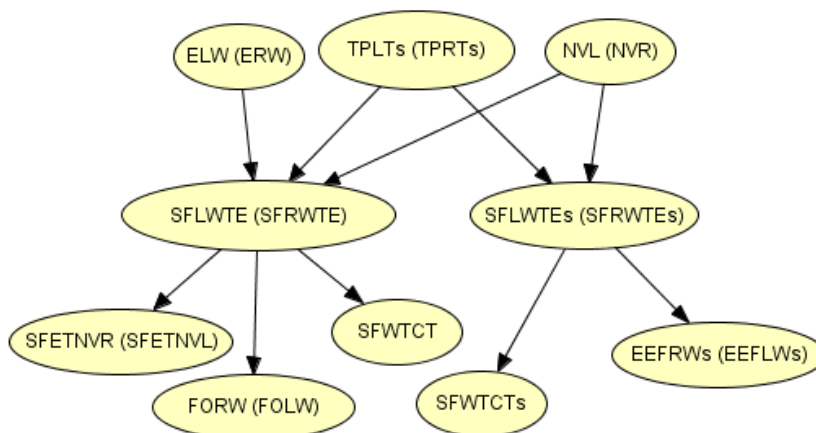 ELW (ERW)
TPLTs (TPRTs)
NVL (NVR)
SFLWTE (SFRWTE)
SFLWTEs (SFRWTEs)
SFETNVR (SFETNVL)
SFWTCT
EEFRWs (EEFLWs)
FORW (FOLW)
SFWTCTs